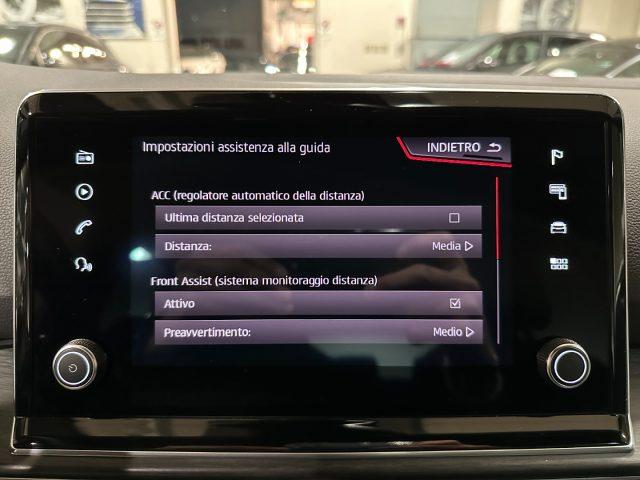 Impostazioni assistenza alla guida
INDIETRO
ACC (regolatore automatico della distanza)
Ultima distanza selezionata
Distanza: Media
Front Assist (sistema monitoraggio distanza)
Attivo
Preavvertimento: Medio